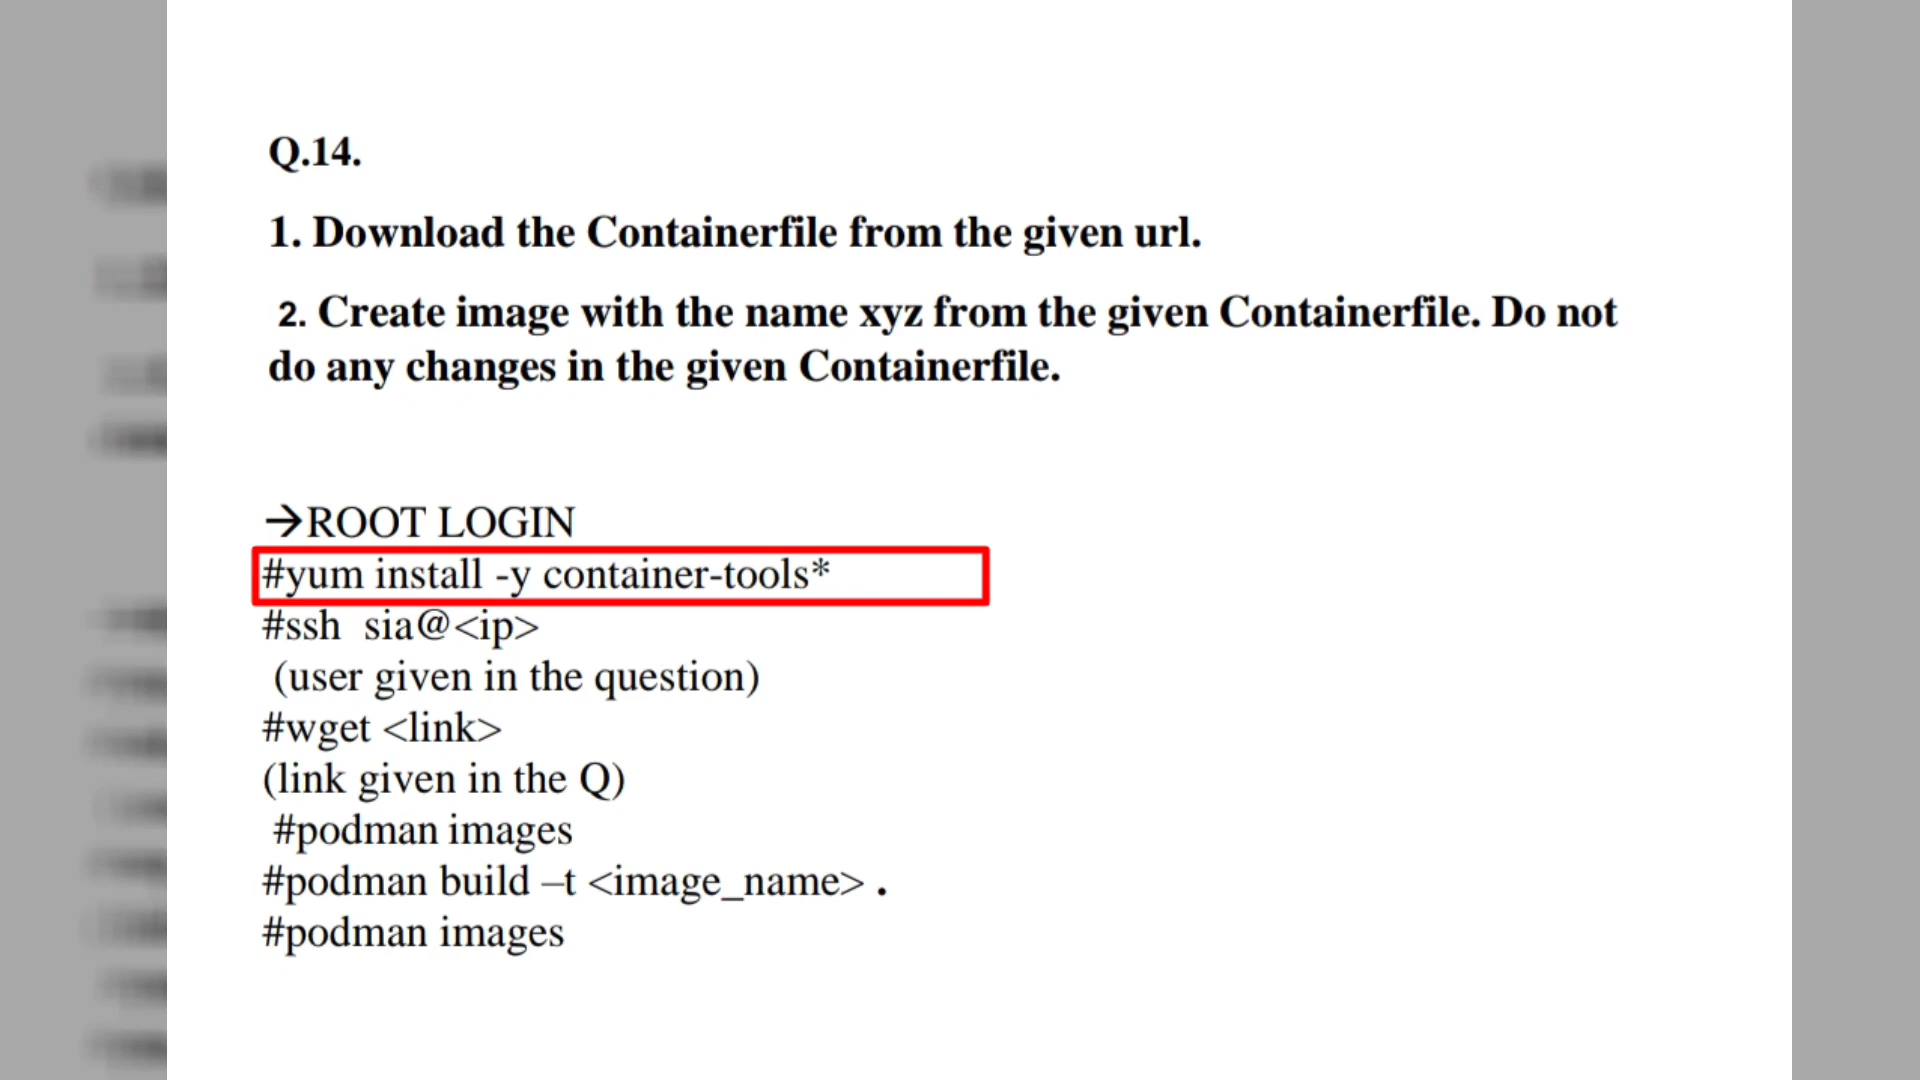 Q.14.
1. Download the Containerfile from the given url.
2. Create image with the name xyz from the given Containerfile. Do not
do any changes in the given Containerfile.
→ROOT LOGIN
#yum install -y container-tools*
#ssh  sia@<ip>
(user given in the question)
#wget <link>
(link given in the Q)
#podman images
#podman build –t <image_name> .
#podman images